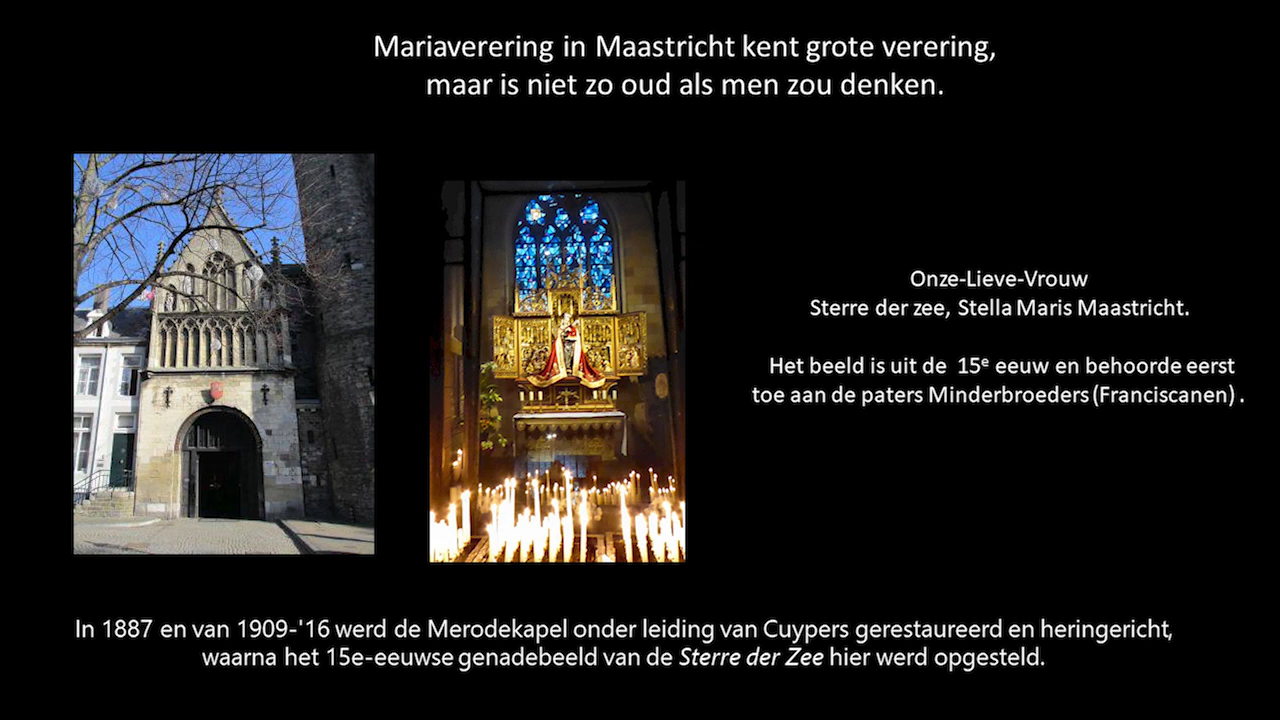 Mariaverering in Maastricht kent grote verering,
maar is niet zo oud als men zou denken.
Onze-Lieve-Vrouw
Sterre der zee, Stella Maris Maastricht.
Het beeld is uit de 15e eeuw en behoorde eerst
toe aan de paters Minderbroeders (Franciscanen) .
In 1887 en van 1909-'16 werd de Merodekapel onder leiding van Cuypers gerestaureerd en heringericht,
waarna het 15e-eeuwse genadebeeld van de Sterre der Zee hier werd opgesteld.